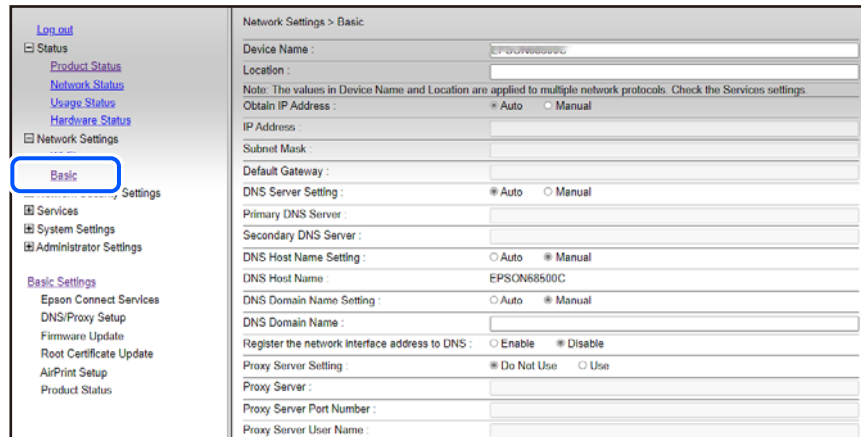 Log out
Status
Product Status
Network Status
Usage Status
Hardware Status
Network Settings
Basic
Settings
Services
System Settings
Administrator Settings
Basic Settings
Epson Connect Services
DNS/Proxy Setup
Firmware Update
Root Certificate Update
AirPrint Setup
Product Status
Network Settings > Basic
Device Name :
Location :
Note: The values in Device Name and Location are applied to multiple network protocols. Check the Services settings.
Obtain IP Address : Auto Manual
IP Address :
Subnet Mask :
Default Gateway :
DNS Server Setting : Auto Manual
Primary DNS Server :
Secondary DNS Server :
DNS Host Name Setting : Auto Manual
DNS Host Name : EPSON68500C
DNS Domain Name Setting : Auto Manual
DNS Domain Name :
Register the network interface address to DNS : Enable Disable
Proxy Server Setting : Do Not Use Use
Proxy Server :
Proxy Server Port Number :
Proxy Server User Name :